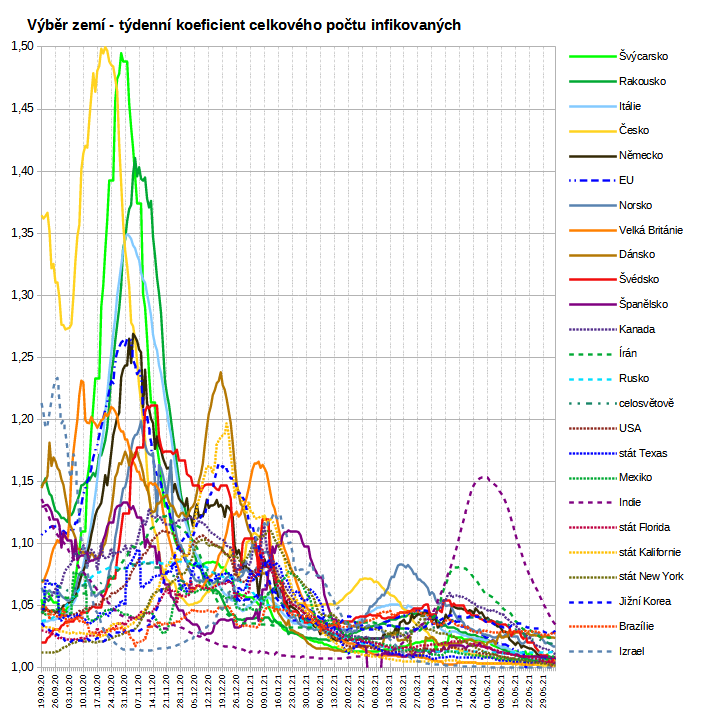 Výběr zemí - týdenní koeficient celkového počtu infikovaných
1,50
1,45
1,40
1,35
1,30
1,25
1,20
1,15
1,10
1,05
1,00
Švýcarsko
Rakousko
Itálie
Česko
Německo
EU
Norsko
Velká Británie
Dánsko
Švédsko
Španělsko
Kanada
Írán
Rusko
celosvětově
USA
stát Texas
Mexiko
Indie
stát Florida
stát Kalifornie
stát New York
Jižní Korea
Brazílie
Izrael
19.09.20
26.09.20
03.10.20
10.10.20
17.10.20
24.10.20
31.10.20
07.11.20
14.11.20
21.11.20
28.11.20
05.12.20
12.12.20
19.12.20
26.12.20
02.01.21
09.01.21
16.01.21
23.01.21
30.01.21
06.02.21
13.02.21
20.02.21
27.02.21
06.03.21
13.03.21
20.03.21
27.03.21
03.04.21
10.04.21
17.04.21
24.04.21
01.05.21
08.05.21
15.05.21
22.05.21
29.05.21